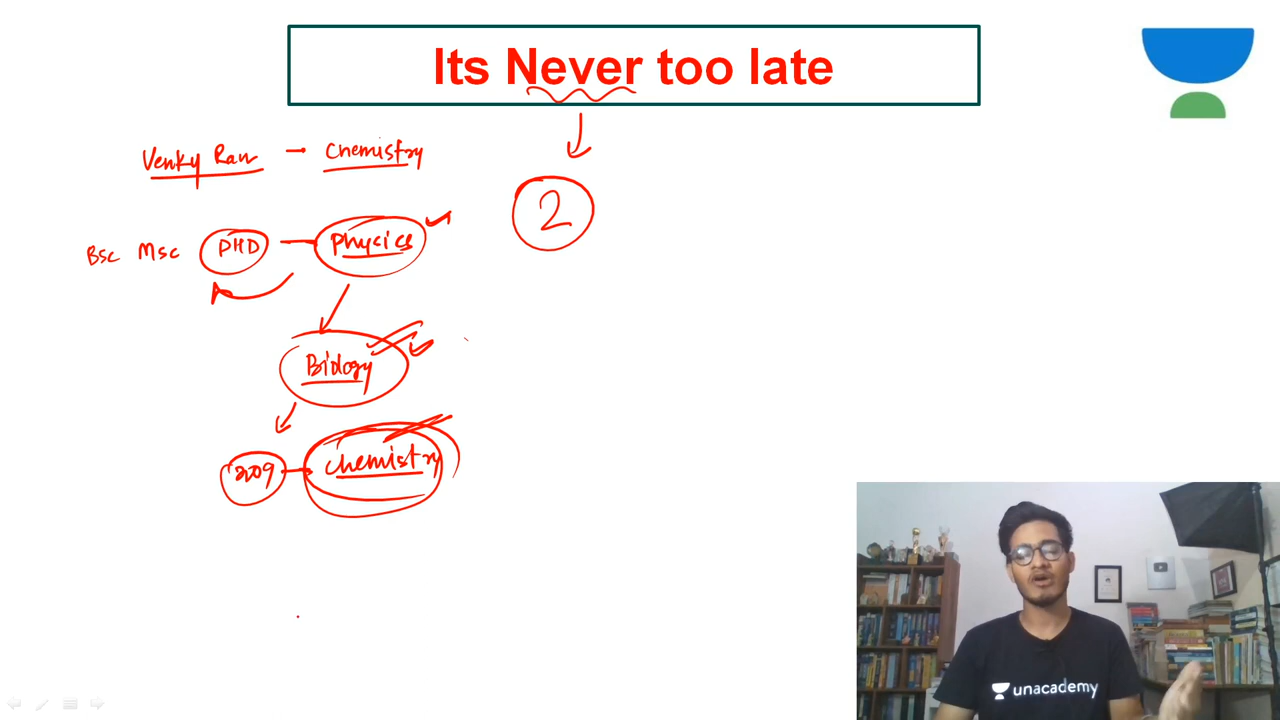 Its Never too late
Venky Ram → Chemistry
2
Bsc Msc PHD — Physics
Biology
2009 — Chemistry
unacademy